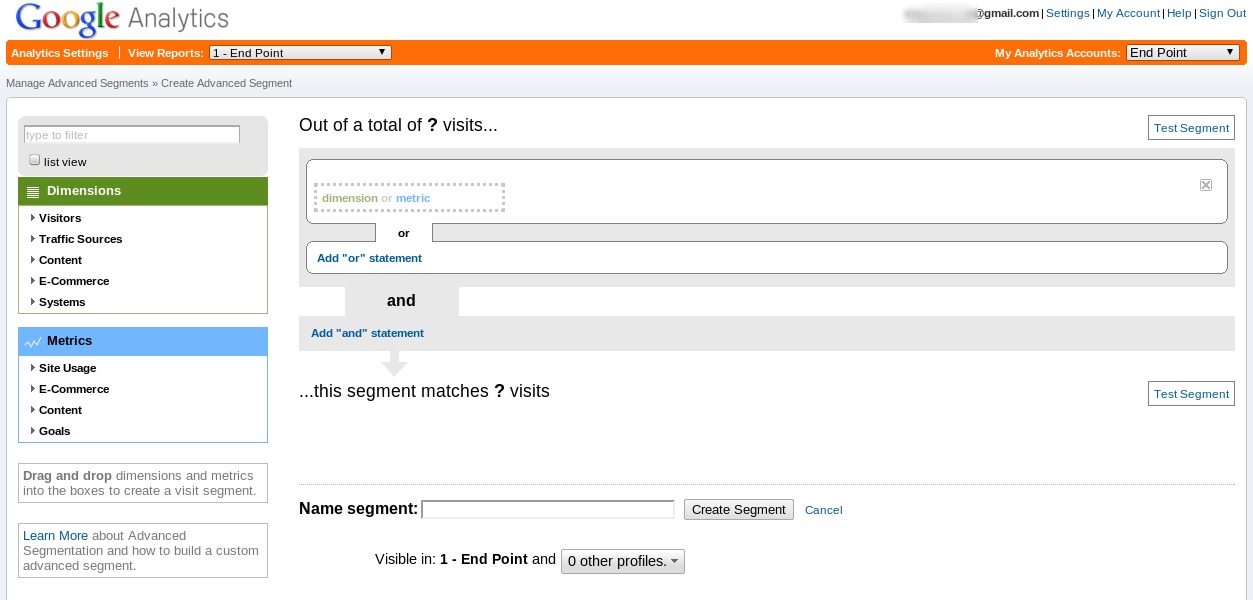 Google Analytics
@gmail.com | Settings | My Account | Help | Sign Out
Analytics Settings | View Reports: 1 - End Point My Analytics Accounts: End Point
Manage Advanced Segments » Create Advanced Segment
type to filter
list view
Dimensions
Visitors
Traffic Sources
Content
E-Commerce
Systems
Metrics
Site Usage
E-Commerce
Content
Goals
Drag and drop dimensions and metrics
into the boxes to create a visit segment.
Learn More about Advanced
Segmentation and how to build a custom
advanced segment.
Out of a total of ? visits...
Test Segment
dimension or metric
or
Add "or" statement
and
Add "and" statement
...this segment matches ? visits
Test Segment
Name segment: Create Segment Cancel
Visible in: 1 - End Point and 0 other profiles.